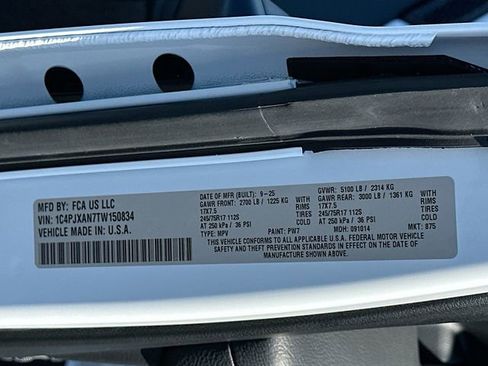 MFD BY: FCA US LLC
VIN: 1C4PJXAN7TW150834
VEHICLE MADE IN: U.S.A.
DATE OF MFR (BUILT): 9-25
GAWR FRONT: 2700 LB / 1225 KG
17X7.5
245/75R17 112S
AT 250 kPa / 36 PSI
TYPE: MPV
GVWR: 5100 LB / 2314 KG
GAWR REAR: 3000 LB / 1361 KG
17X7.5
245/75R17 112S
AT 250 kPa / 36 PSI
RIMS
TIRES
RIMS
TIRES
PAINT: PW7
MDH: 091014
MKT: 875
THIS VEHICLE CONFORMS TO ALL APPLICABLE U.S.A. FEDERAL MOTOR VEHICLE
SAFETY AND THEFT PREVENTION STANDARDS IN EFFECT ON THE DATE OF
MANUFACTURE SHOWN ABOVE.